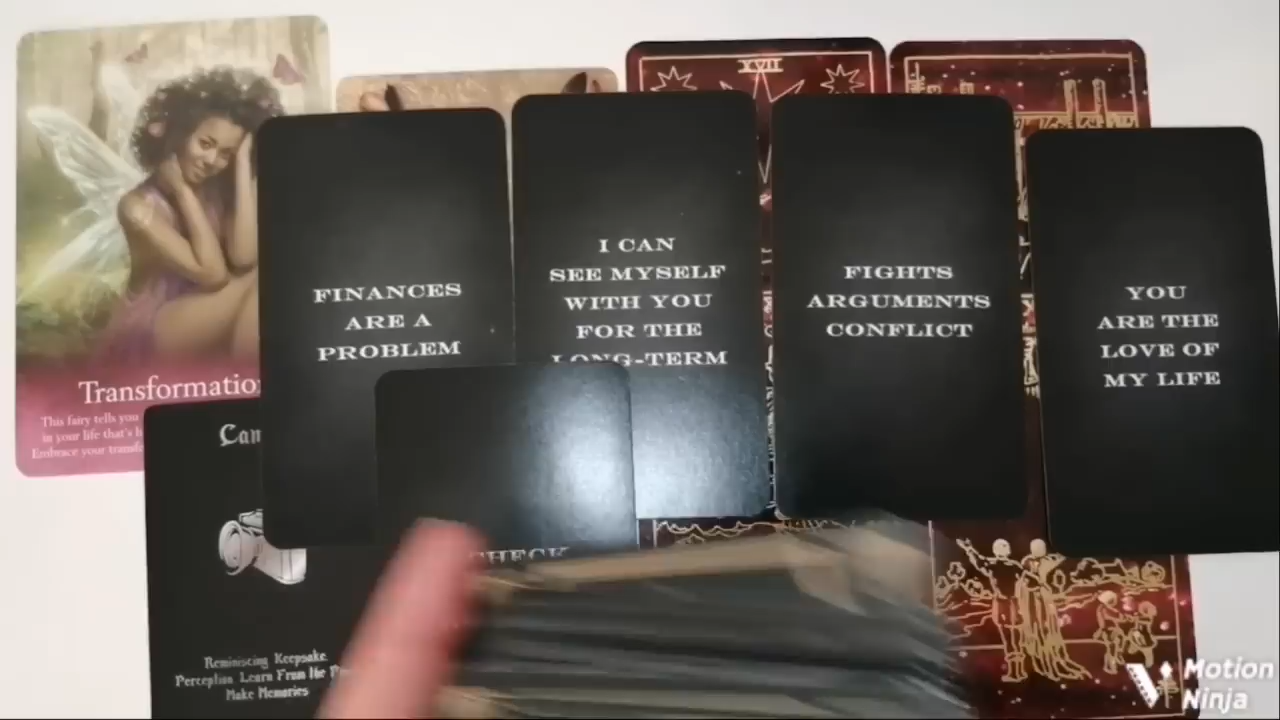 XVII
FINANCES
ARE A
PROBLEM
I CAN
SEE MYSELF
WITH YOU
FOR THE
LONG-TERM
FIGHTS
ARGUMENTS
CONFLICT
YOU
ARE THE
LOVE OF
MY LIFE
Transformatio
This fairy tells you
in your life that's
Embrace your
CHECK
Reminiscing Keepsake
Perception Learn From the
Make Memories
Motion
Ninja